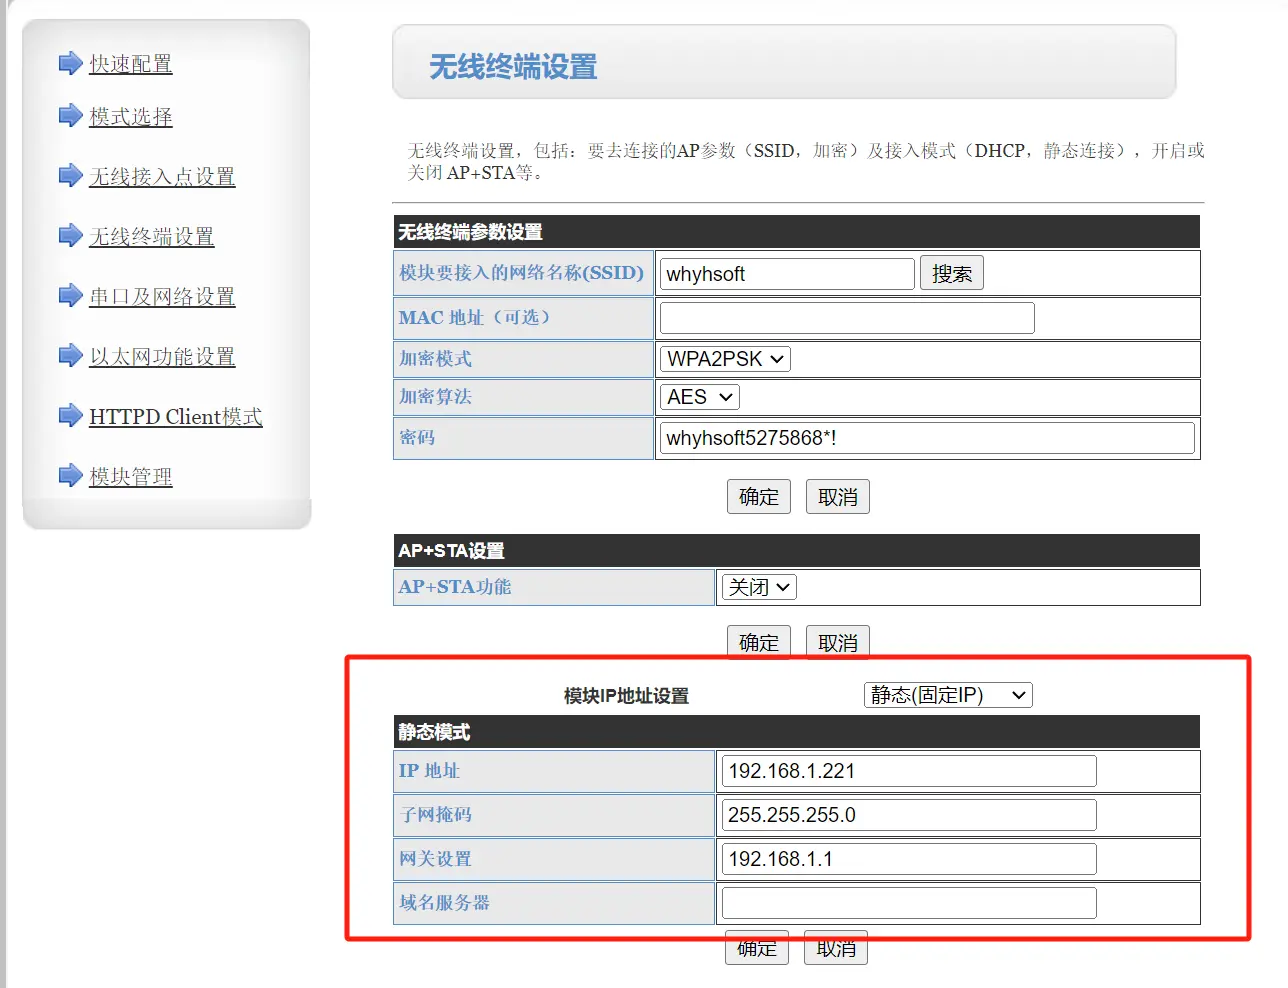 快速配置
模式选择
无线接入点设置
无线终端设置
串口及网络设置
以太网功能设置
HTTPD Client模式
模块管理
无线终端设置
无线终端设置，包括：要去连接的AP参数（SSID，加密）及接入模式（DHCP，静态连接），开启或
关闭 AP+STA等。
无线终端参数设置
模块要接入的网络名称(SSID) whyhsoft 搜索
MAC 地址（可选）
加密模式 WPA2PSK
加密算法 AES
密码 whyhsoft5275868*!
确定 取消
AP+STA设置
AP+STA功能 关闭
确定 取消
模块IP地址设置 静态(固定IP)
静态模式
IP 地址 192.168.1.221
子网掩码 255.255.255.0
网关设置 192.168.1.1
域名服务器
确定 取消